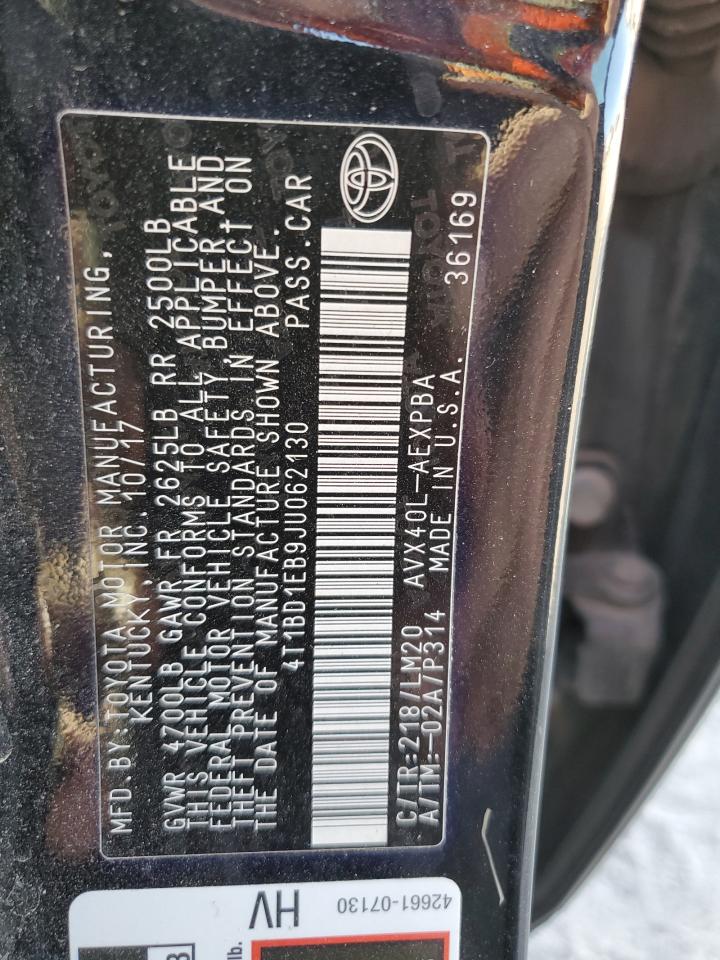 MFD.BY:TOYOTA MOTOR MANUFACTURING,
KENTUCKY, INC. 10/17
GVWR 4700LB GAWR FR 2625LB RR 2500LB
THIS VEHICLE CONFORMS TO ALL APPLICABLE
FEDERAL MOTOR VEHICLE SAFETY, BUMPER AND
THEFT PREVENTION STANDARDS IN EFFECT ON
THE DATE OF MANUFACTURE SHOWN ABOVE.
4T1BD1EB9JU062130 PASS.CAR
C/TR:218/LM20 AVX40L-AEXPBA
A/TM:-02A/P314 MADE IN U.S.A. 36169
42661-07130
HV
lb.